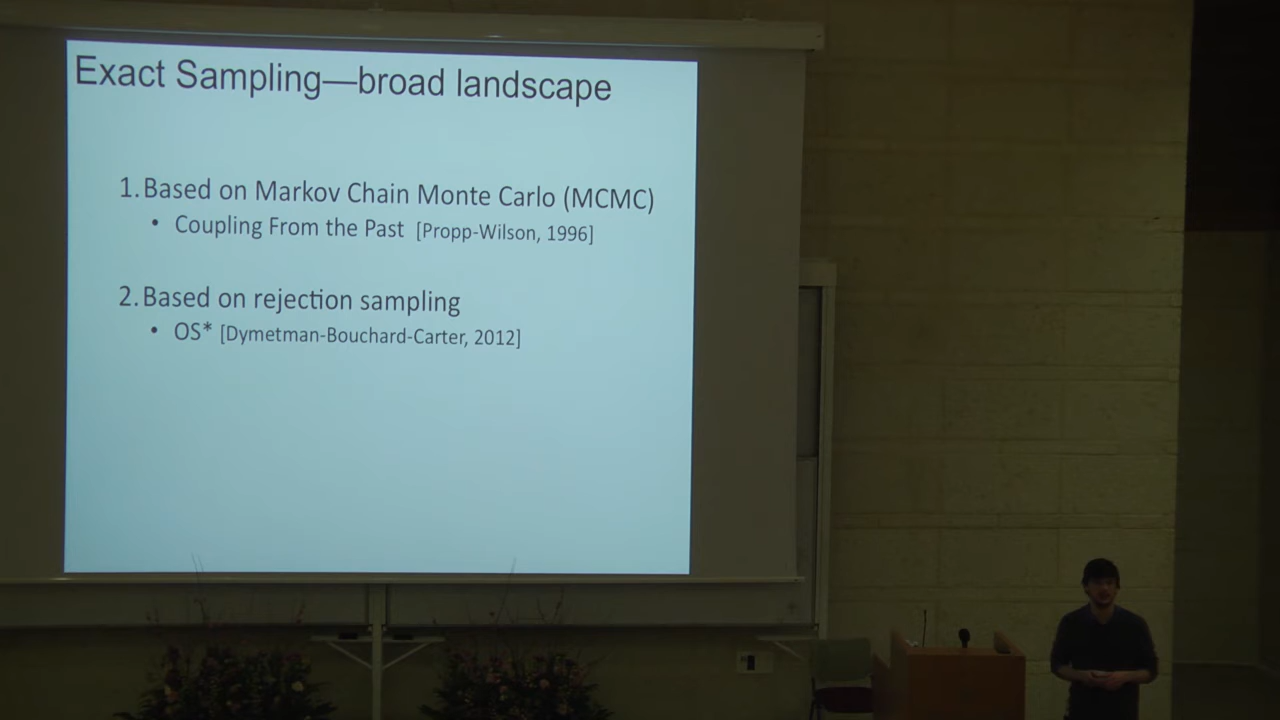 Exact Sampling—broad landscape
1. Based on Markov Chain Monte Carlo (MCMC)
• Coupling From the Past [Propp-Wilson, 1996]
2. Based on rejection sampling
• OS* [Dymetman-Bouchard-Carter, 2012]